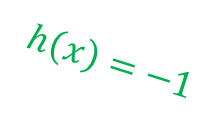 h(x) = −1